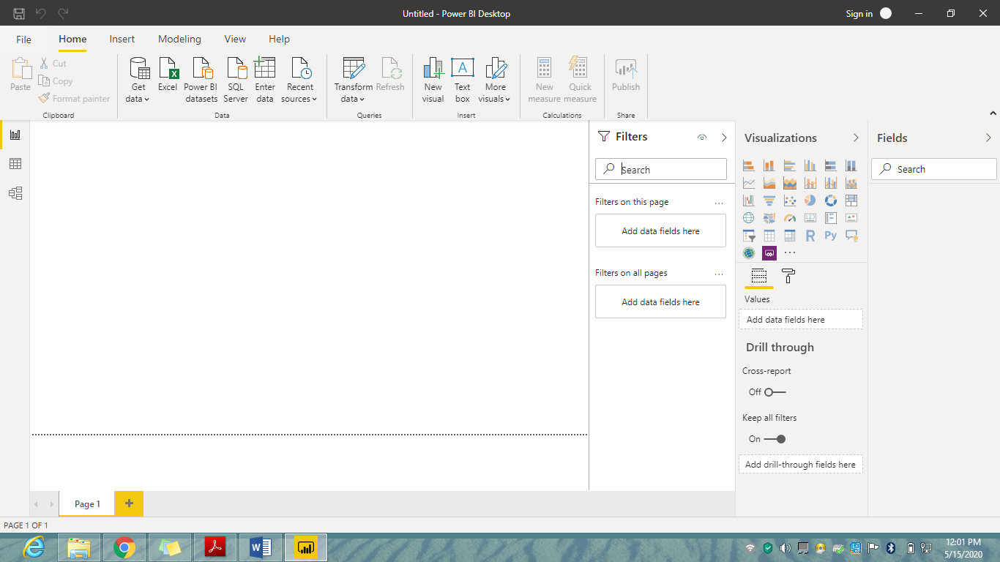 Untitled - Power BI Desktop
Sign in
File Home Insert Modeling View Help
Paste
Cut
Copy
Format painter
Clipboard
Get data
Excel
Power BI datasets
SQL Server
Enter data
Recent sources
Data
Transform data
Refresh
Queries
New visual
Text box
More visuals
Insert
New measure
Quick measure
Calculations
Publish
Share
Filters
Search
Filters on this page
...
Add data fields here
Filters on all pages
...
Add data fields here
Visualizations
123
R
Py
...
Values
Add data fields here
Drill through
Cross-report
Off
Keep all filters
On
Add drill-through fields here
Fields
Search
Page 1
+
PAGE 1 OF 1
12:01 PM
5/15/2020